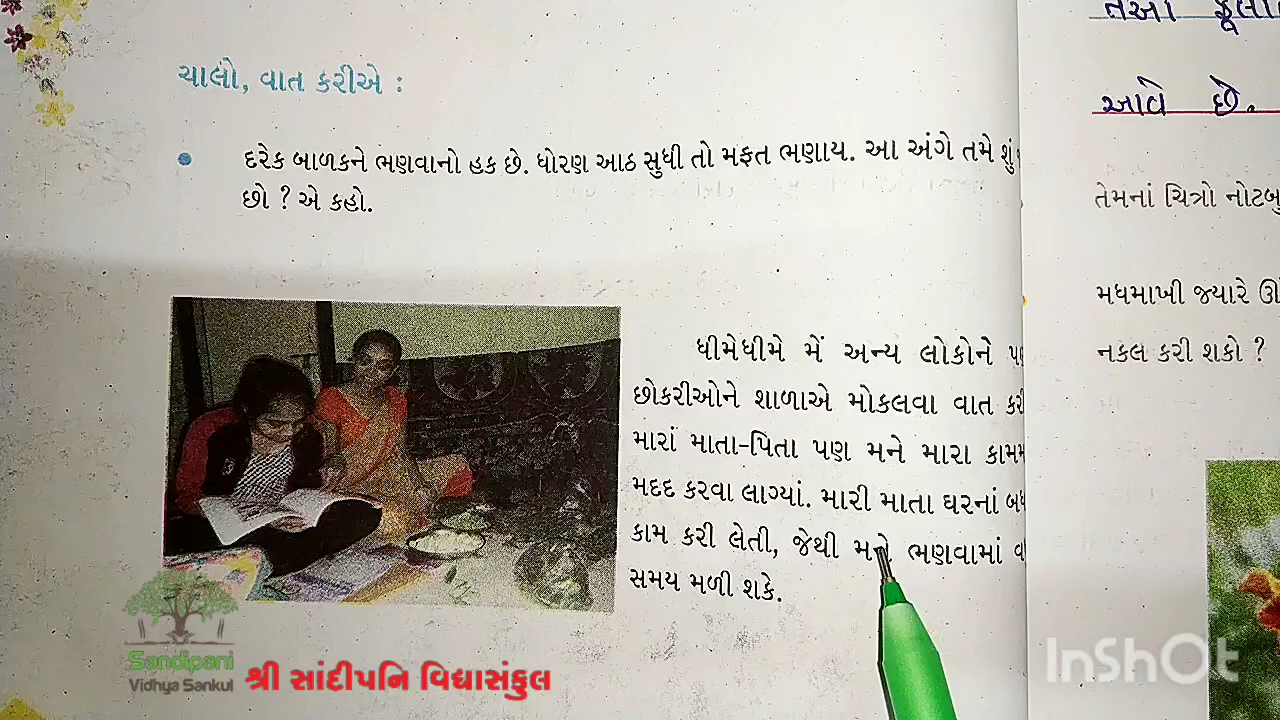 ચાલો, વાત કરીએ :
દરેક બાળકને ભણવાનો હક છે. ધોરણ આઠ સુધી તો મફત ભણાય. આ અંગે તમે શું
છો ? એ કહો.
ધીમેધીમે મેં અન્ય લોકોને
છોકરીઓને શાળાએ મોકલવા વાત
મારાં માતા-પિતા પણ મને મારા
મદદ કરવા લાગ્યાં. મારી માતા ઘરનાં
કામ કરી લેતી, જેથી મને ભણવામાં
સમય મળી શકે.
આવે છે.
તેમનાં ચિત્રો
મધમાખી જ્યારે
નકલ કરી શકો ?
Sandipani
Vidhya Sankul
શ્રી સાંદીપનિ વિદ્યાસંકુલ
InShOt